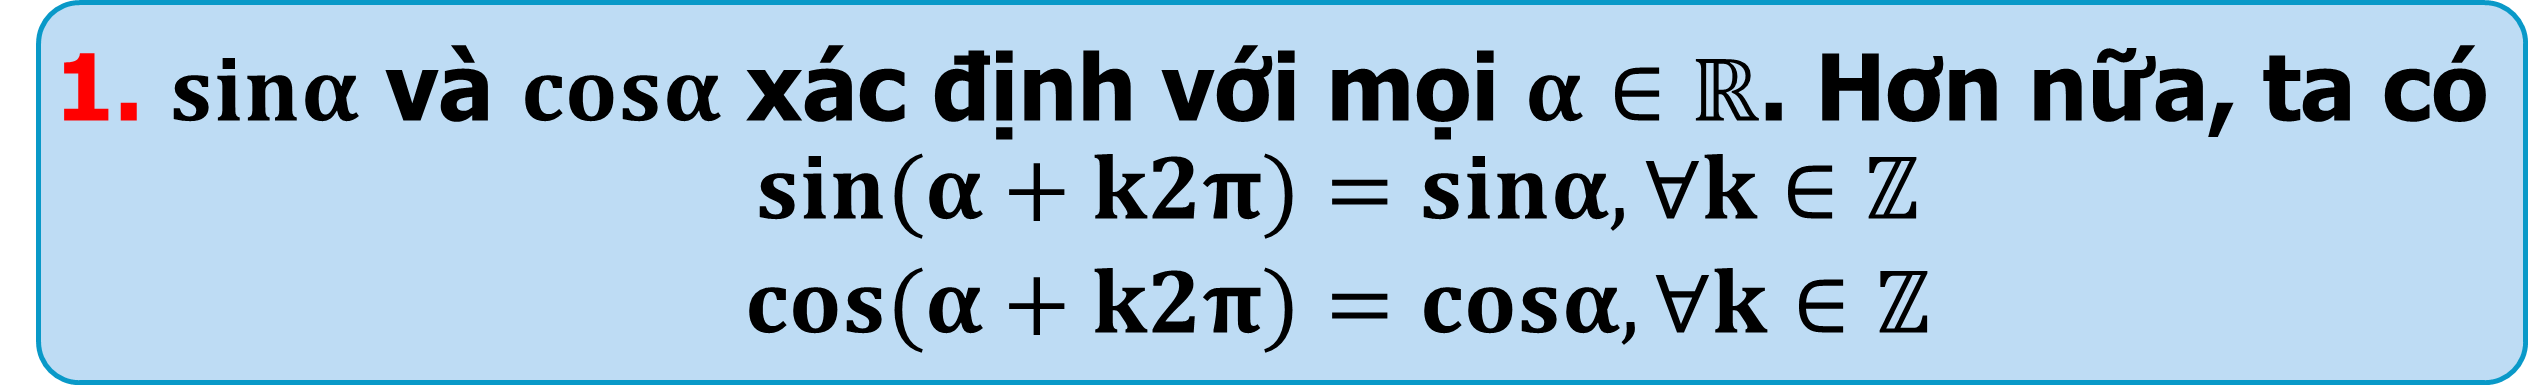 1. sinα và cosα xác định với mọi α ∈ ℝ. Hơn nữa, ta có
sin(α + k2π) = sinα, ∀k ∈ ℤ
cos(α + k2π) = cosα, ∀k ∈ ℤ